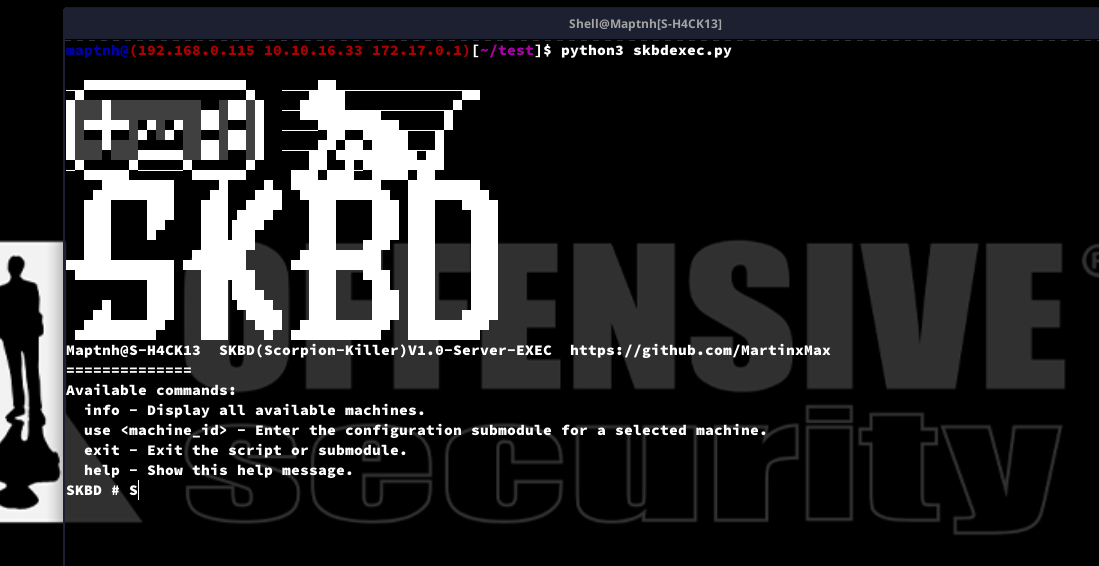 Shell@Maptnh[S-H4CK13]
maptnh@(192.168.0.115 10.10.16.33 172.17.0.1)[~/test]$ python3 skbdexec.py
SKBD
Maptnh@S-H4CK13  SKBD(Scorpion-Killer)V1.0-Server-EXEC  https://github.com/MartinxMax
==============
Available commands:
  info - Display all available machines.
  use <machine_id> - Enter the configuration submodule for a selected machine.
  exit - Exit the script or submodule.
  help - Show this help message.
SKBD # S
OFFENSIVE ®
security